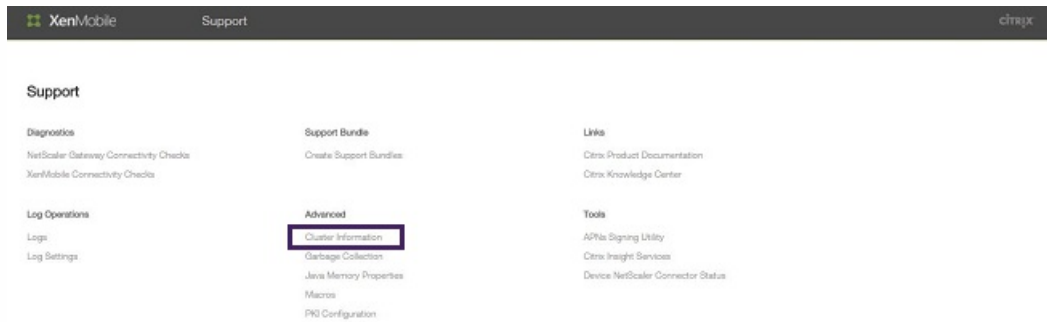 XenMobile Support citrix
Support
Diagnostics
NetScaler Gateway Connectivity Checks
XenMobile Connectivity Checks
Support Bundle
Create Support Bundles
Links
Citrix Product Documentation
Citrix Knowledge Center
Log Operations
Logs
Log Settings
Advanced
Cluster Information
Garbage Collection
Java Memory Properties
Macros
PKI Configuration
Tools
APNs Signing Utility
Citrix Insight Services
Device NetScaler Connector Status